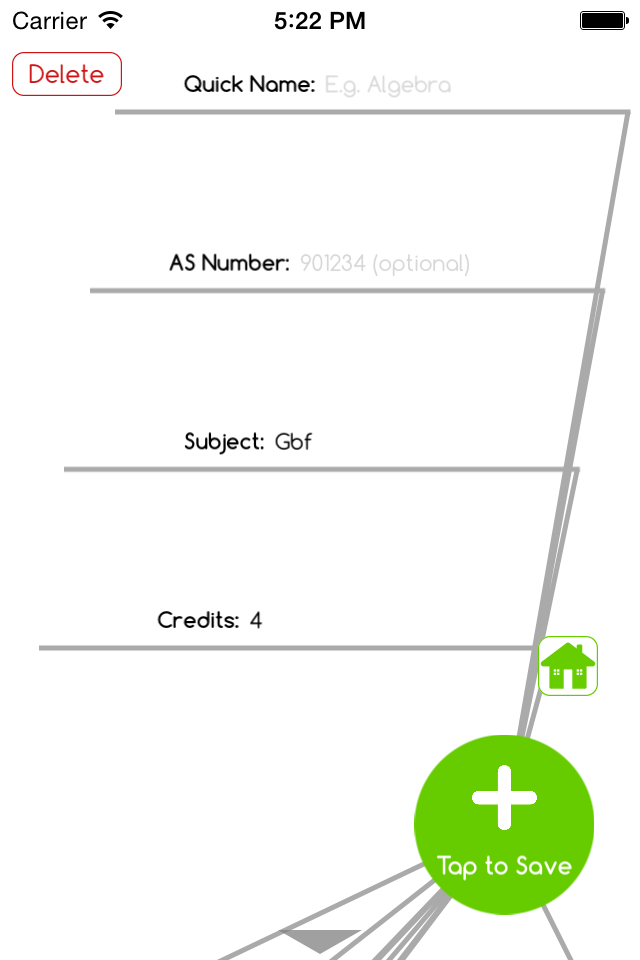 Carrier 5:22 PM
Delete
Quick Name: E.g. Algebra
AS Number: 901234 (optional)
Subject: Gbf
Credits: 4
Tap to Save